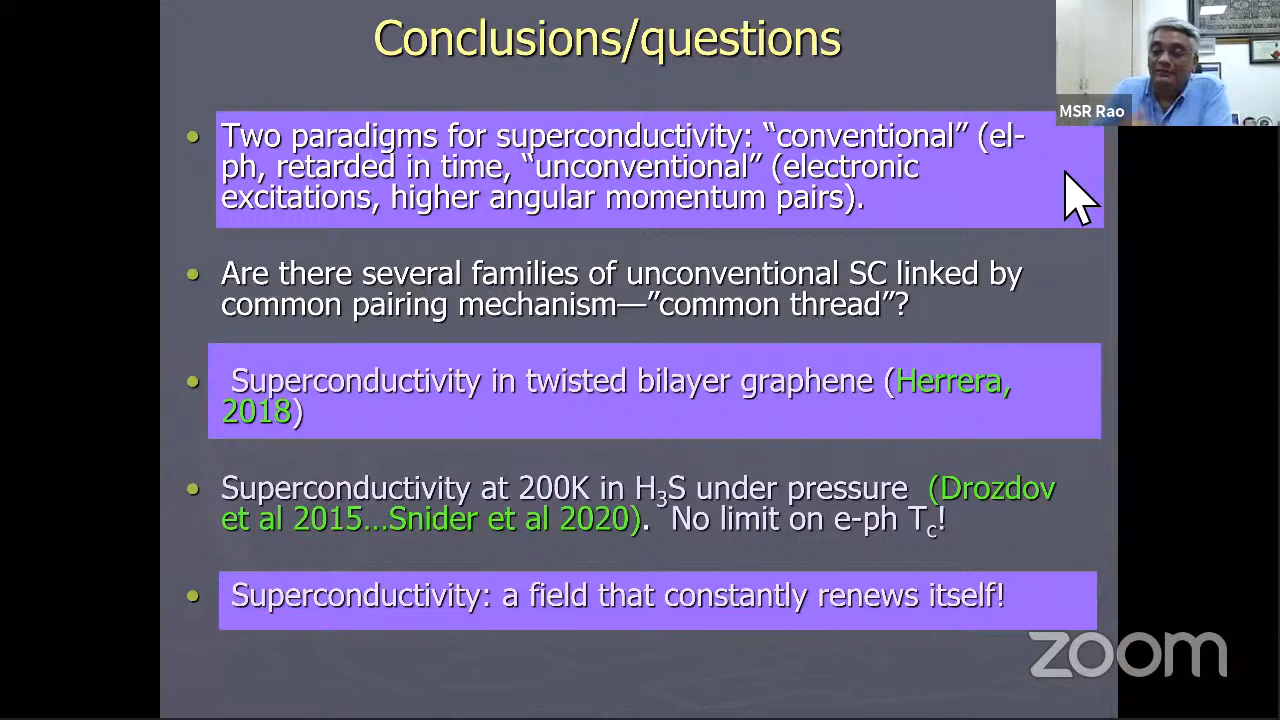 Conclusions/questions
MSR Rao
• Two paradigms for superconductivity: “conventional” (el-
ph, retarded in time, “unconventional” (electronic
excitations, higher angular momentum pairs).
• Are there several families of unconventional SC linked by
common pairing mechanism—”common thread”?
• Superconductivity in twisted bilayer graphene (Herrera,
2018)
• Superconductivity at 200K in H₃S under pressure (Drozdov
et al 2015…Snider et al 2020). No limit on e-ph Tc!
• Superconductivity: a field that constantly renews itself!
zoom